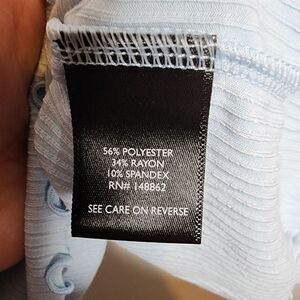 56% POLYESTER
34% RAYON
10% SPANDEX
RN# 148862
SEE CARE ON REVERSE